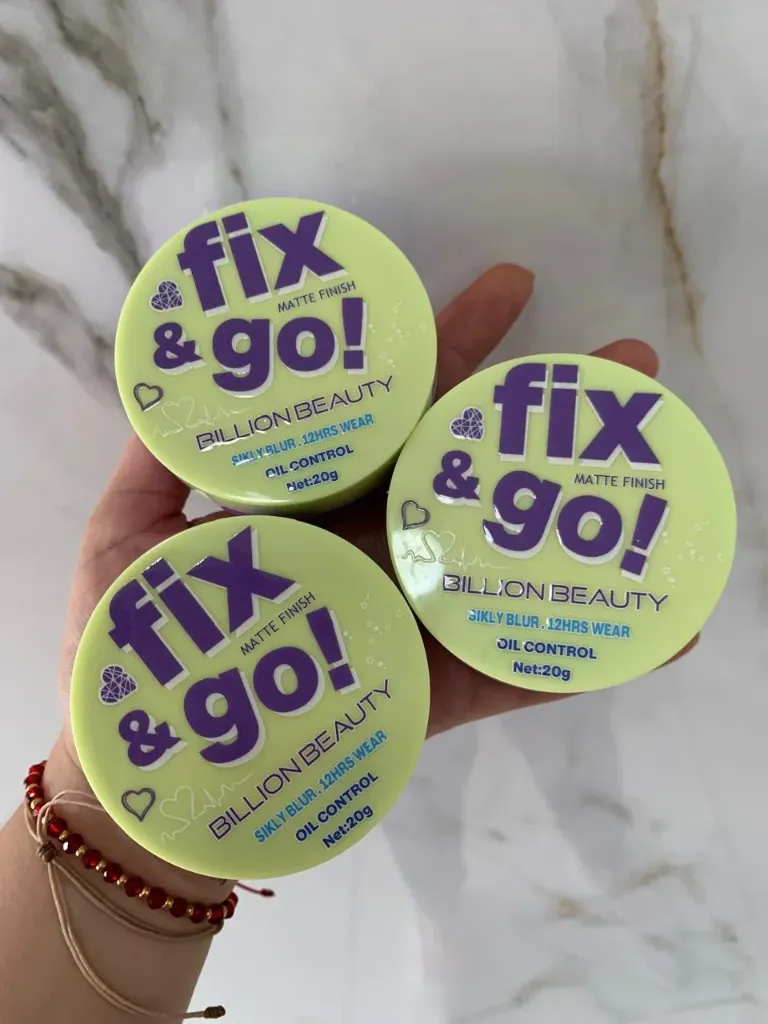 fix
MATTE FINISH
& go!
BILLION BEAUTY
SIKLY BLUR . 12HRS WEAR
OIL CONTROL
Net:20g
fix
MATTE FINISH
& go!
BILLION BEAUTY
SIKLY BLUR . 12HRS WEAR
OIL CONTROL
Net:20g
fix
MATTE FINISH
& go!
BILLION BEAUTY
SIKLY BLUR . 12HRS WEAR
OIL CONTROL
Net:20g